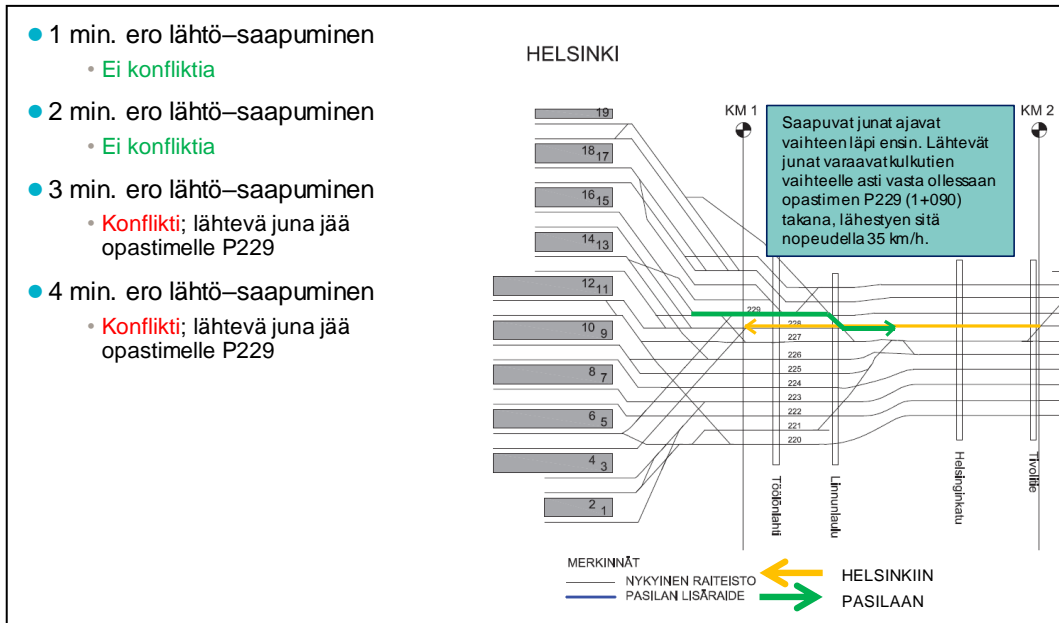 1 min. ero lähtö–saapuminen
Ei konfliktia
2 min. ero lähtö–saapuminen
Ei konfliktia
3 min. ero lähtö–saapuminen
Konflikti; lähtevä juna jää
opastimelle P229
4 min. ero lähtö–saapuminen
Konflikti; lähtevä juna jää
opastimelle P229
HELSINKI
KM 1
KM 2
Saapuvat junat ajavat
vaihteen läpi ensin. Lähtevät
junat varaavat kulkutien
vaihteelle asti vasta ollessaan
opastimen P229 (1+090)
takana, lähestyen sitä
nopeudella 35 km/h.
19
18 17
16 15
14 13
12 11
10 9
8 7
6 5
4 3
2 1
229
228
227
226
225
224
223
222
221
220
Töölönlahti
Linnunlaulu
Helsinginkatu
Tivolitie
MERKINNÄT
NYKYINEN RAITEISTO
PASILAN LISÄRAIDE
HELSINKIIN
PASILAAN